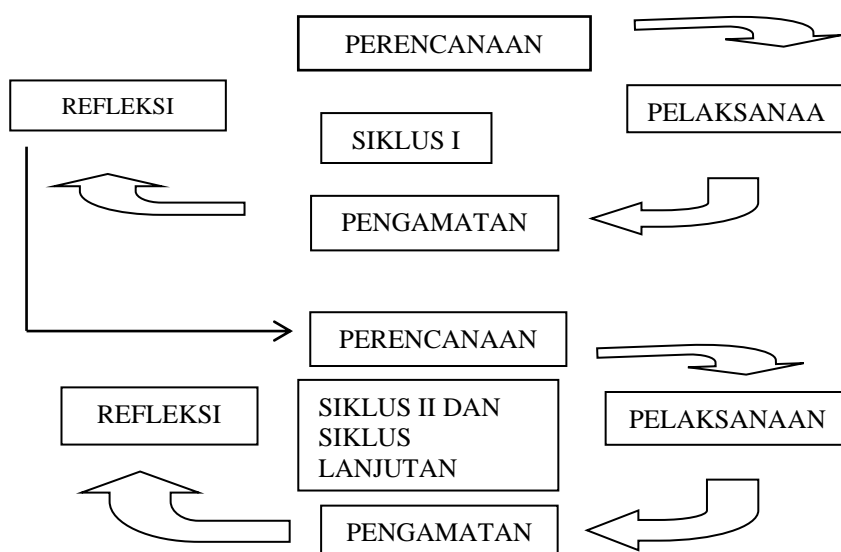 PERENCANAAN
REFLEKSI
PELAKSANAA
SIKLUS I
PENGAMATAN
PERENCANAAN
REFLEKSI
SIKLUS II DAN
SIKLUS
LANJUTAN
PELAKSANAAN
PENGAMATAN